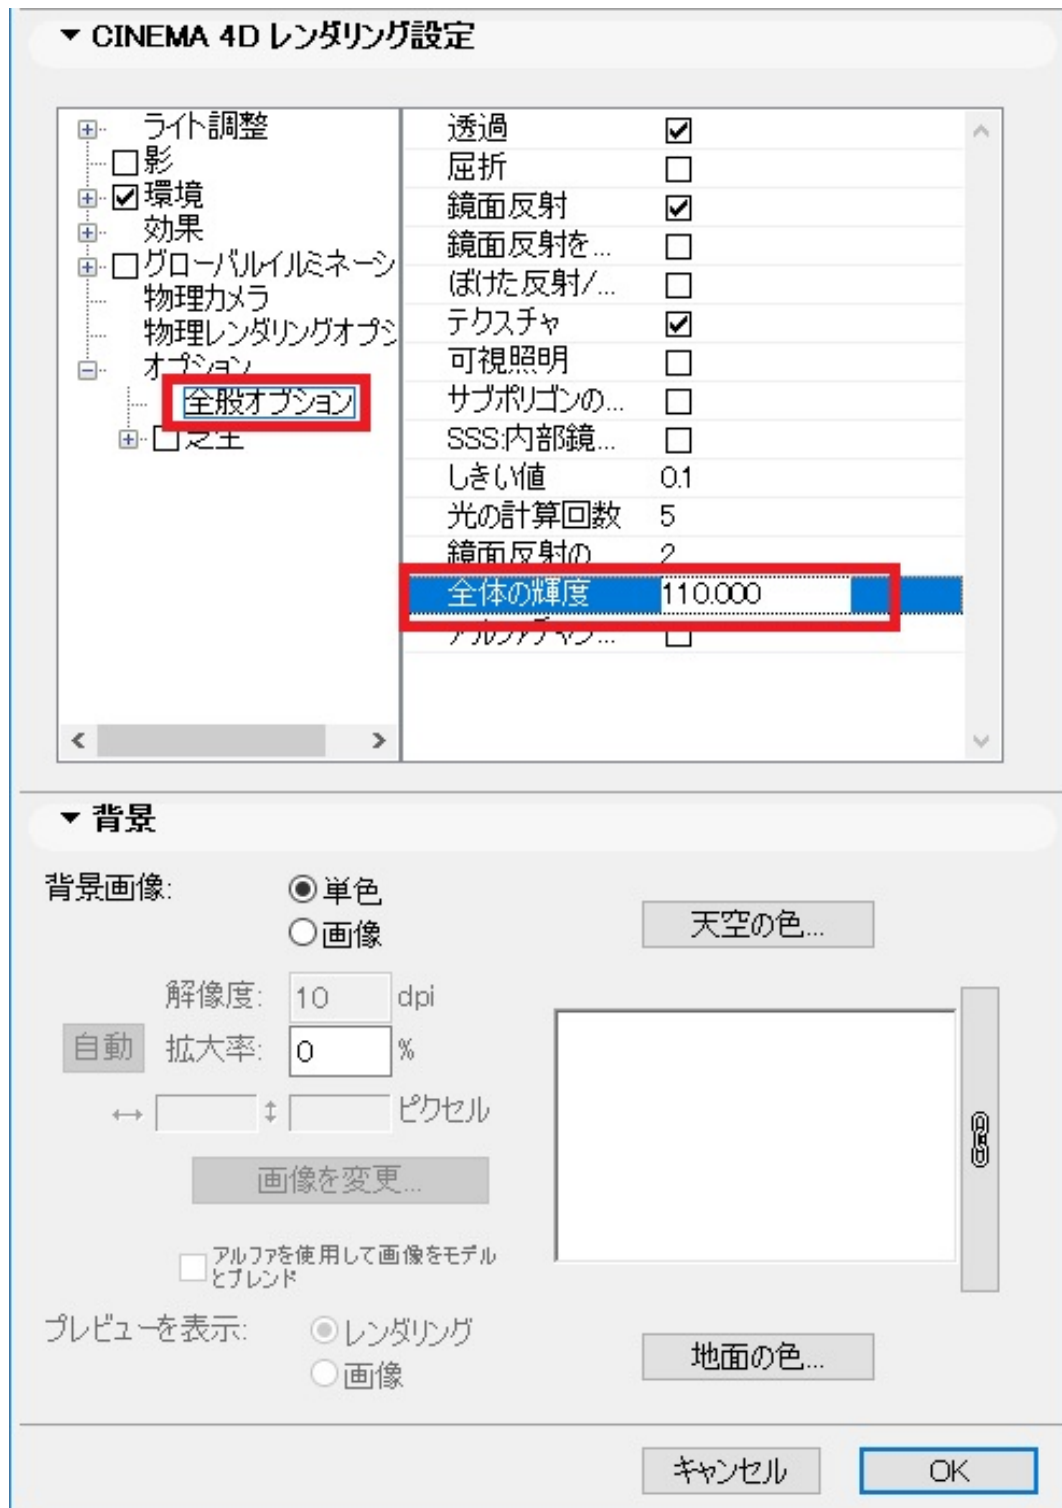 CINEMA 4D レンダリング設定
ライト調整
影
環境
効果
グローバルイルミネーシ
物理カメラ
物理レンダリングオプシ
オプション
全般オプション
芝生
透過
屈折
鏡面反射
鏡面反射を...
ぼけた反射/...
テクスチャ
可視照明
サブポリゴンの...
SSS:内部鏡...
しきい値 0.1
光の計算回数 5
鏡面反射の 2
全体の輝度 110.000
アルファチャン...
背景
背景画像:
単色
画像
天空の色...
解像度: 10 dpi
自動 拡大率: 0 %
ピクセル
画像を変更...
アルファを使用して画像をモデル
とブレンド
プレビューを表示:
レンダリング
画像
地面の色...
キャンセル
OK